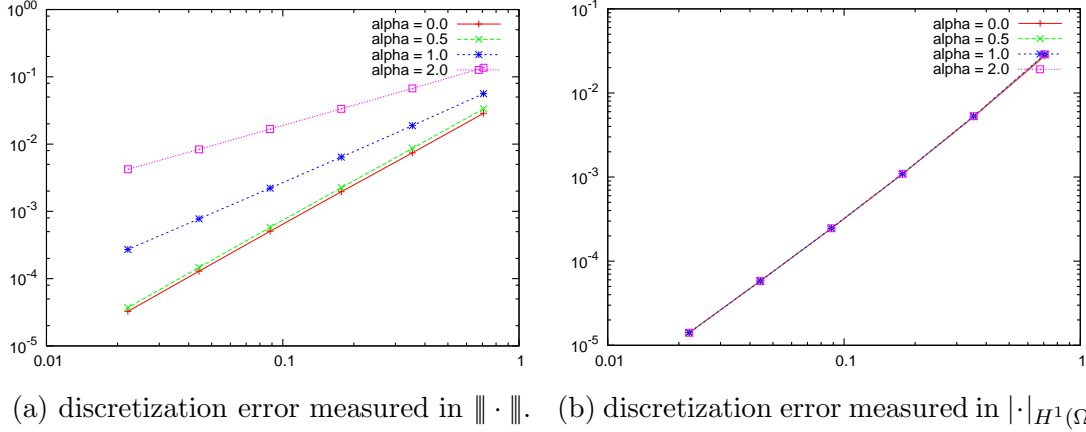 10^00
10^-1
10^-2
10^-3
10^-4
10^-5
0.01 0.1 1
alpha = 0.0
alpha = 0.5
alpha = 1.0
alpha = 2.0
10^0
10^-1
10^-2
10^-3
10^-4
10^-5
0.01 0.1 1
alpha = 0.0
alpha = 0.5
alpha = 1.0
alpha = 2.0
(a) discretization error measured in ⦀ · ⦀.
(b) discretization error measured in |·|_{H^1(Ω